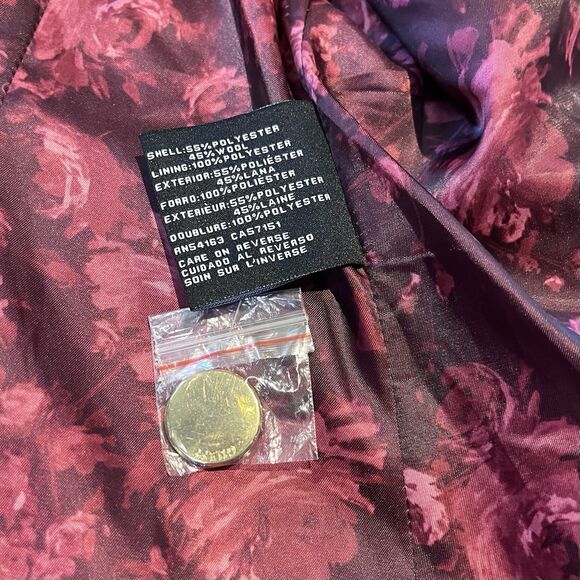 SHELL:55%POLYESTER
45%WOOL
LINING:100%POLYESTER
EXTERIOR:55%POLIÉSTER
45%LANA
FORRO:100%POLIÉSTER
EXTÉRIEUR:55%POLYESTER
45%LAINE
DOUBLURE:100%POLYESTER
RN54163 CA57151
CARE ON REVERSE
CUIDADO AL REVERSO
SOIN SUR L'INVERSE